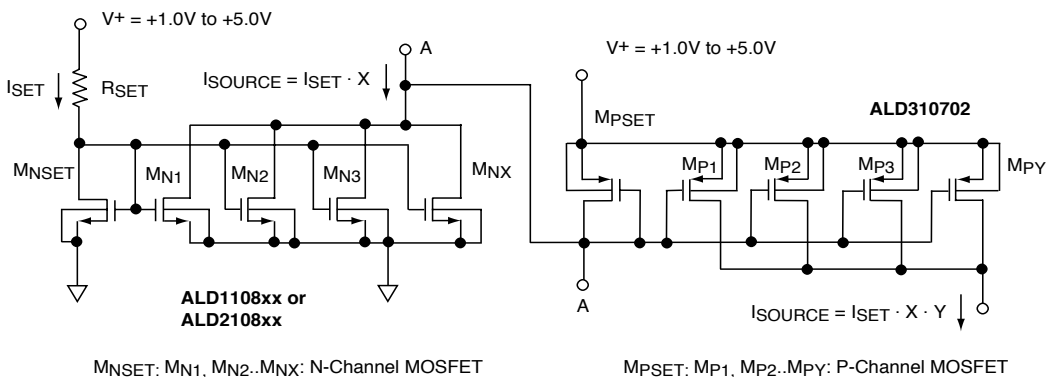 V+ = +1.0V to +5.0V
A
V+ = +1.0V to +5.0V
ISET
RSET
ISOURCE = ISET · X
MPSET
ALD310702
MNSET
MN1
MN2
MN3
MNX
MP1
MP2
MP3
MPY
ALD1108xx or
ALD2108xx
A
ISOURCE = ISET · X · Y
MNSET: MN1, MN2..MNX: N-Channel MOSFET
MPSET: MP1, MP2..MPY: P-Channel MOSFET